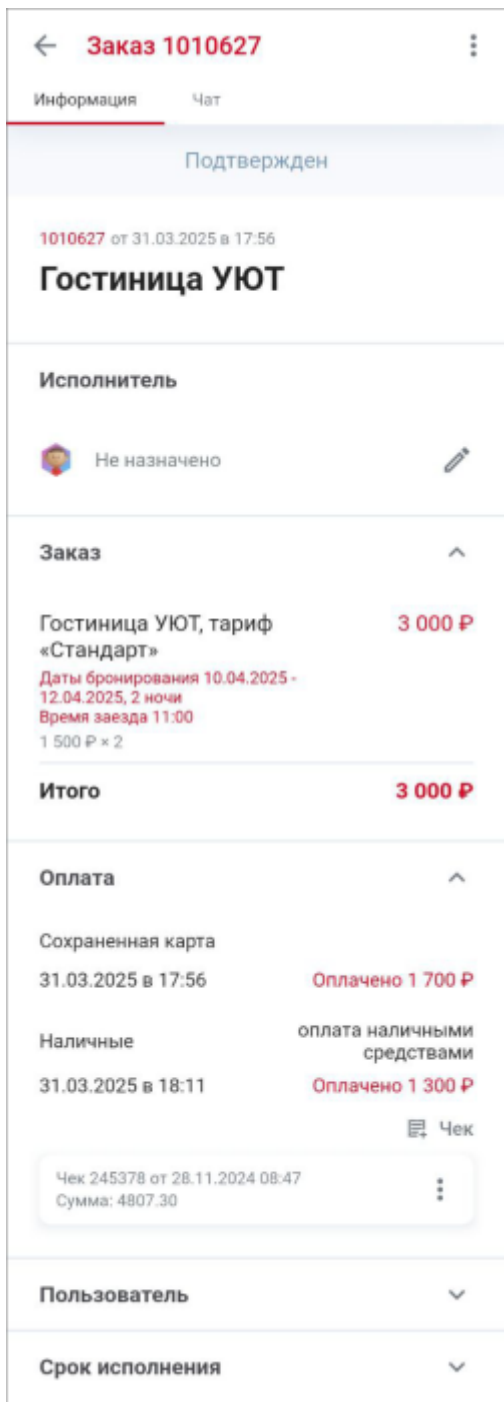 Заказ 1010627
Информация Чат
Подтвержден
1010627 от 31.03.2025 в 17:56
Гостиница УЮТ
Исполнитель
Не назначено
Заказ
Гостиница УЮТ, тариф 3 000 ₽
«Стандарт»
Даты бронирования 10.04.2025 -
12.04.2025, 2 ночи
Время заезда 11:00
1 500 ₽ × 2
Итого 3 000 ₽
Оплата
Сохраненная карта
31.03.2025 в 17:56 Оплачено 1 700 ₽
Наличные оплата наличными
средствами
31.03.2025 в 18:11 Оплачено 1 300 ₽
Чек
Чек 245378 от 28.11.2024 08:47
Сумма: 4807.30
Пользователь
Срок исполнения